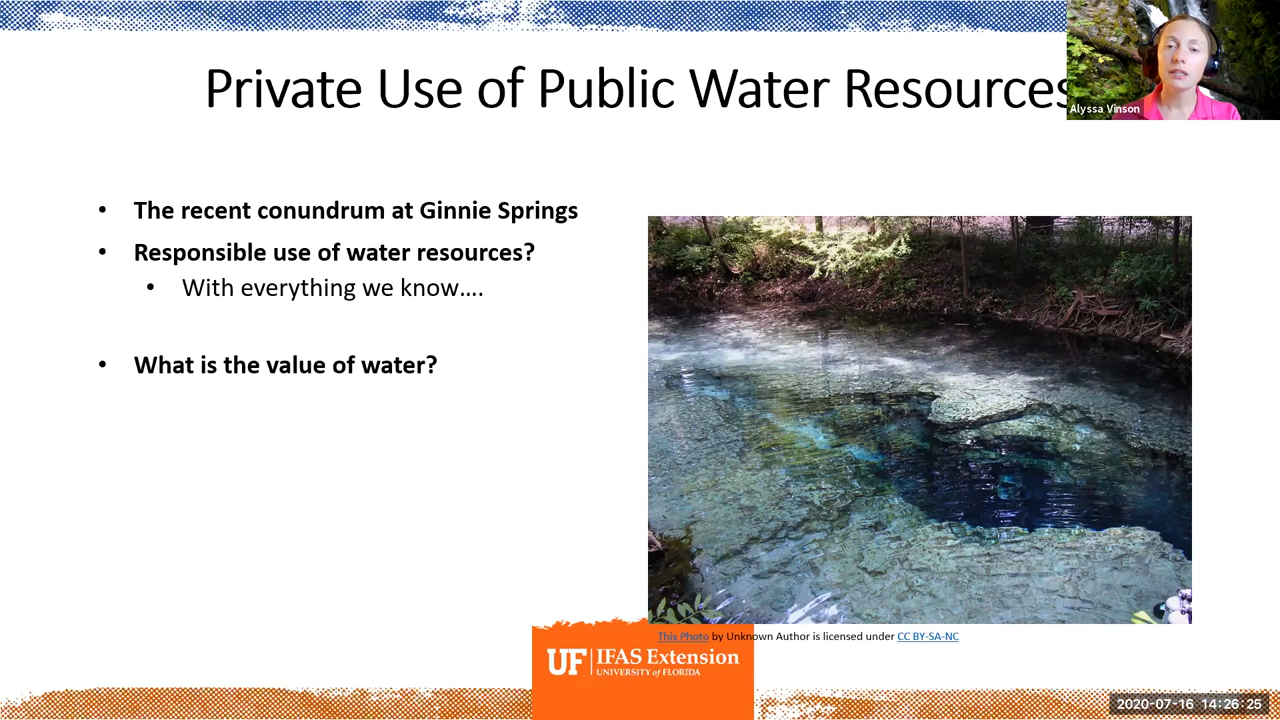 Private Use of Public Water Resources
Alyssa Vinson
• The recent conundrum at Ginnie Springs
• Responsible use of water resources?
• With everything we know....
• What is the value of water?
This Photo by Unknown Author is licensed under CC BY-SA-NC
UF IFAS Extension
UNIVERSITY of FLORIDA
2020-07-16 14:26:25